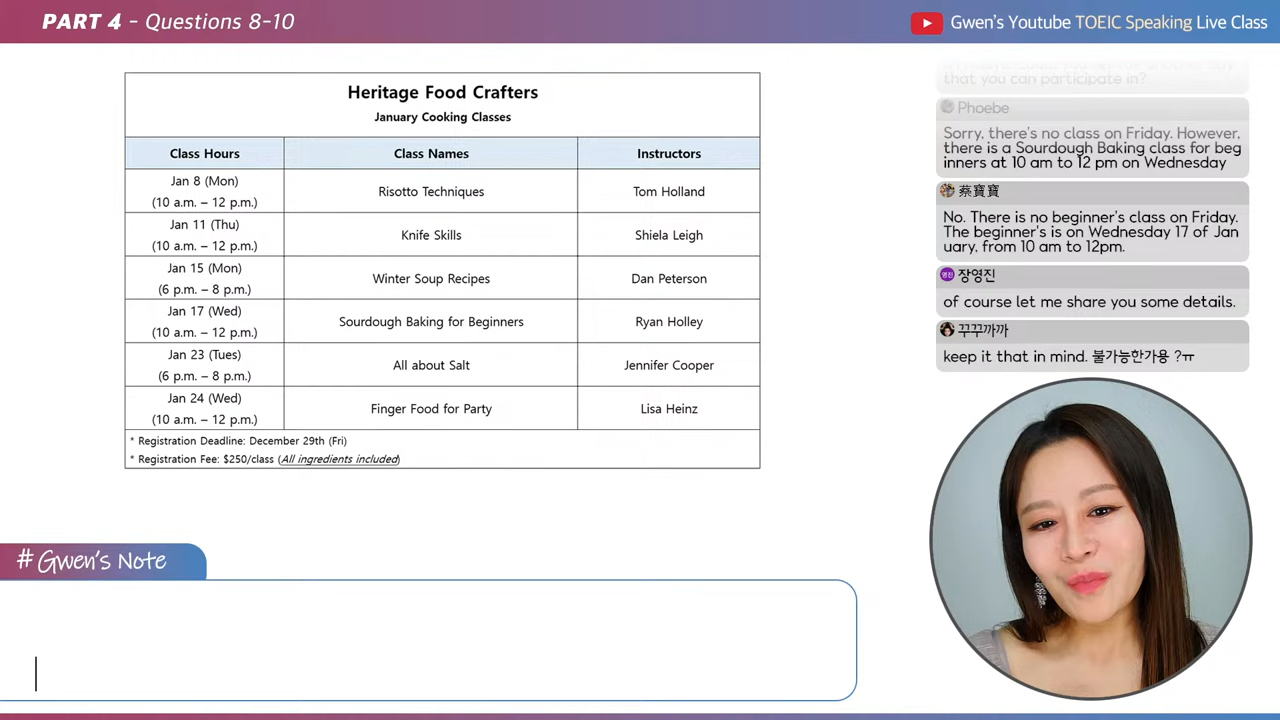 PART 4 - Questions 8-10
Gwen's Youtube TOEIC Speaking Live Class
Heritage Food Crafters
January Cooking Classes
Class Hours Class Names Instructors
Jan 8 (Mon)
(10 a.m. – 12 p.m.)
Risotto Techniques
Tom Holland
Jan 11 (Thu)
(10 a.m. – 12 p.m.)
Knife Skills
Shiela Leigh
Jan 15 (Mon)
(6 p.m. – 8 p.m.)
Winter Soup Recipes
Dan Peterson
Jan 17 (Wed)
(10 a.m. – 12 p.m.)
Sourdough Baking for Beginners
Ryan Holley
Jan 23 (Tues)
(6 p.m. – 8 p.m.)
All about Salt
Jennifer Cooper
Jan 24 (Wed)
(10 a.m. – 12 p.m.)
Finger Food for Party
Lisa Heinz
* Registration Deadline: December 29th (Fri)
* Registration Fee: $250/class (All ingredients included)
that you can participate in?
Phoebe
Sorry, there's no class on Friday. However,
there is a Sourdough Baking class for beg
inners at 10 am to 12 pm on Wednesday
蔡寶寶
No. There is no beginner's class on Friday.
The beginner's is on Wednesday 17 of Jan
uary, from 10 am to 12pm.
영진 장영진
of course let me share you some details.
꾸꾸까까
keep it that in mind. 불가능한가용 ?ㅠ
# Gwen's Note